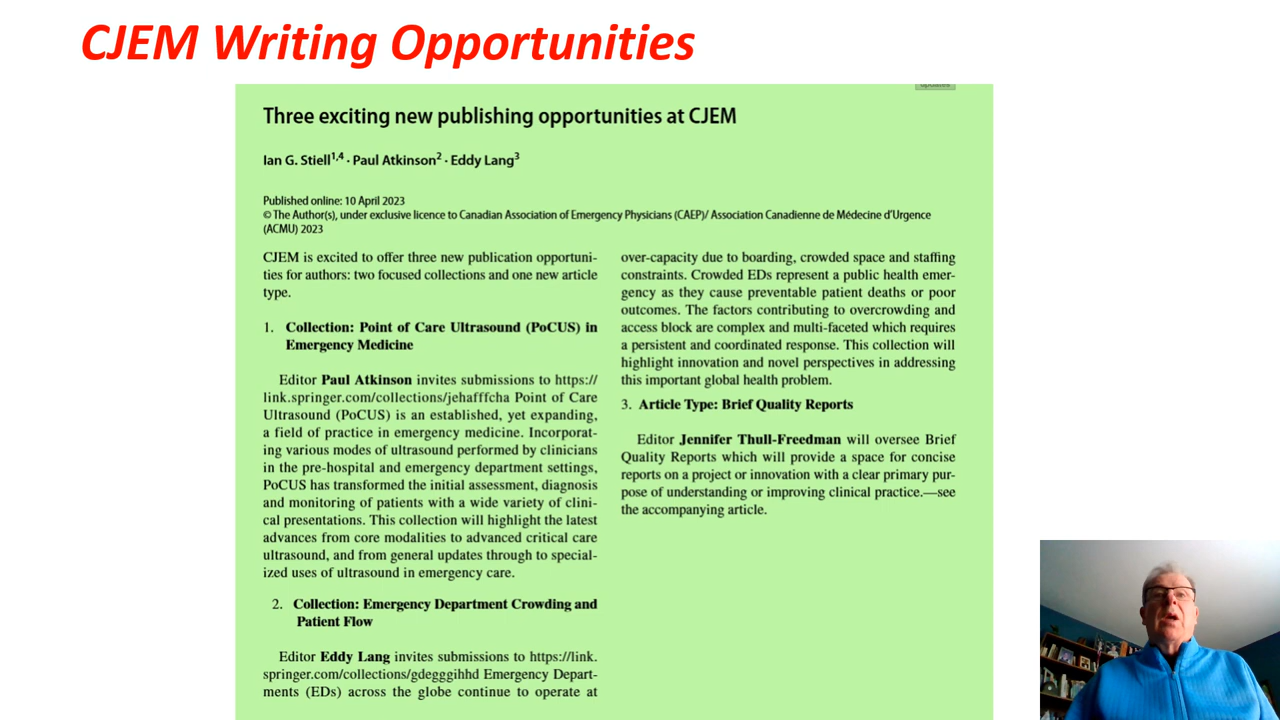 CJEM Writing Opportunities
updates
Three exciting new publishing opportunities at CJEM
Ian G. Stiell1,4 · Paul Atkinson2 · Eddy Lang3
Published online: 10 April 2023
© The Author(s), under exclusive licence to Canadian Association of Emergency Physicians (CAEP)/ Association Canadienne de Médecine d'Urgence
(ACMU) 2023
CJEM is excited to offer three new publication opportuni-
ties for authors: two focused collections and one new article
type.
1. Collection: Point of Care Ultrasound (PoCUS) in
Emergency Medicine
Editor Paul Atkinson invites submissions to https://
link.springer.com/collections/jehafffcha Point of Care
Ultrasound (PoCUS) is an established, yet expanding,
a field of practice in emergency medicine. Incorporat-
ing various modes of ultrasound performed by clinicians
in the pre-hospital and emergency department settings,
PoCUS has transformed the initial assessment, diagnosis
and monitoring of patients with a wide variety of clini-
cal presentations. This collection will highlight the latest
advances from core modalities to advanced critical care
ultrasound, and from general updates through to special-
ized uses of ultrasound in emergency care.
2. Collection: Emergency Department Crowding and
Patient Flow
Editor Eddy Lang invites submissions to https://link.
springer.com/collections/gdegggihhd Emergency Depart-
ments (EDs) across the globe continue to operate at
over-capacity due to boarding, crowded space and staffing
constraints. Crowded EDs represent a public health emer-
gency as they cause preventable patient deaths or poor
outcomes. The factors contributing to overcrowding and
access block are complex and multi-faceted which requires
a persistent and coordinated response. This collection will
highlight innovation and novel perspectives in addressing
this important global health problem.
3. Article Type: Brief Quality Reports
Editor Jennifer Thull-Freedman will oversee Brief
Quality Reports which will provide a space for concise
reports on a project or innovation with a clear primary pur-
pose of understanding or improving clinical practice.—see
the accompanying article.